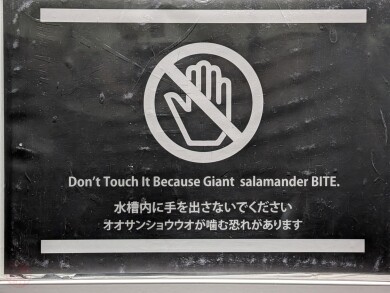 Don't Touch It Because Giant salamander BITE.
水槽内に手を出さないでください
オオサンショウウオが噛む恐れがあります